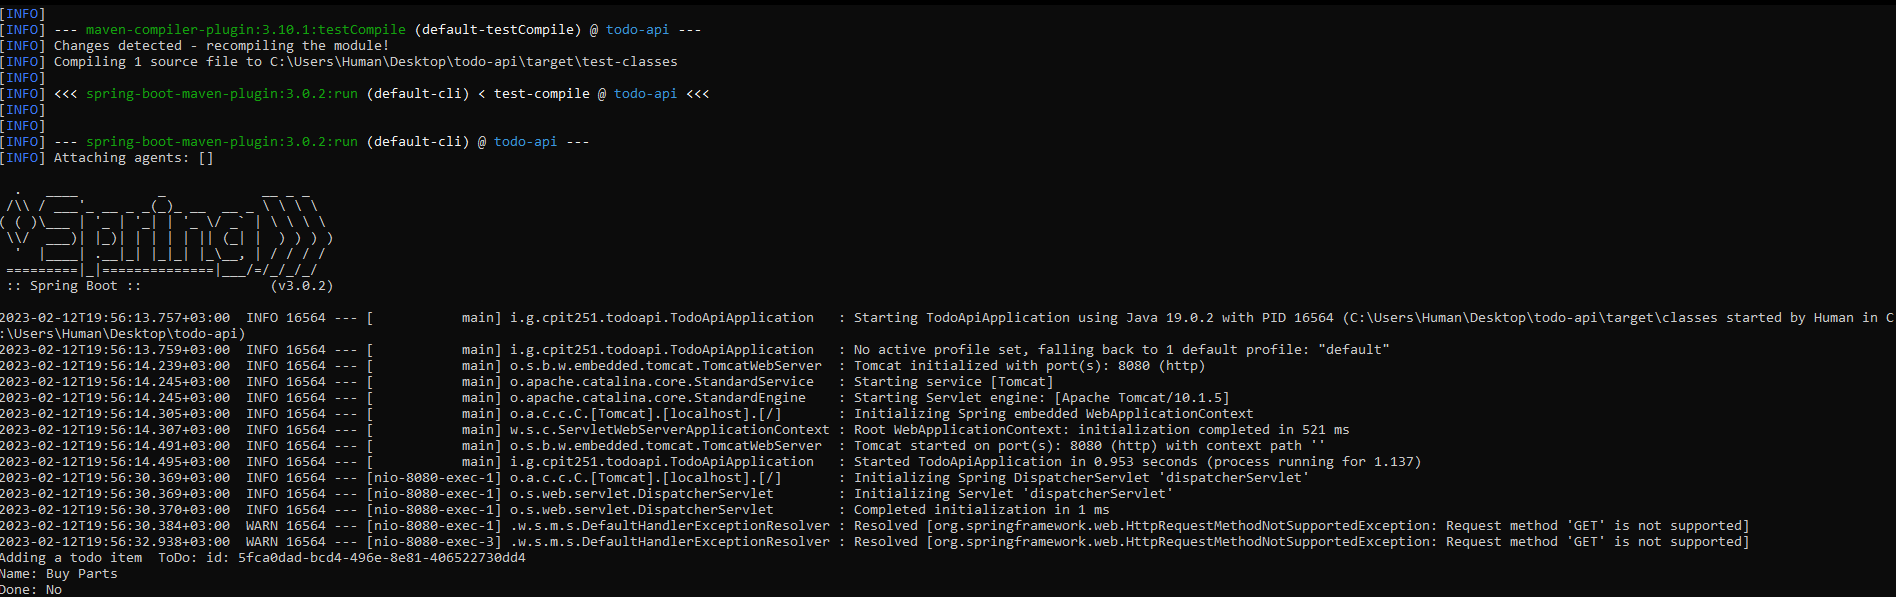 [INFO]
[INFO] --- maven-compiler-plugin:3.10.1:testCompile (default-testCompile) @ todo-api ---
[INFO] Changes detected - recompiling the module!
[INFO] Compiling 1 source file to C:\Users\Human\Desktop\todo-api\target\test-classes
[INFO]
[INFO] <<< spring-boot-maven-plugin:3.0.2:run (default-cli) < test-compile @ todo-api <<<
[INFO]
[INFO]
[INFO] --- spring-boot-maven-plugin:3.0.2:run (default-cli) @ todo-api ---
[INFO] Attaching agents: []
  .   ____          _            __ _ _
 /\\ / ___'_ __ _ _(_)_ __  __ _ \ \ \ \
( ( )\___ | '_ | '_| | '_ \/ _` | \ \ \ \
 \\/  ___)| |_)| | | | | || (_| |  ) ) ) )
  '  |____| .__|_| |_|_| |_\__, | / / / /
 =========|_|==============|___/=/_/_/_/
 :: Spring Boot ::                (v3.0.2)
2023-02-12T19:56:13.757+03:00  INFO 16564 --- [           main] i.g.cpit251.todoapi.TodoApiApplication   : Starting TodoApiApplication using Java 19.0.2 with PID 16564 (C:\Users\Human\Desktop\todo-api\target\classes started by Human in C
:\Users\Human\Desktop\todo-api)
2023-02-12T19:56:13.759+03:00  INFO 16564 --- [           main] i.g.cpit251.todoapi.TodoApiApplication   : No active profile set, falling back to 1 default profile: "default"
2023-02-12T19:56:14.239+03:00  INFO 16564 --- [           main] o.s.b.w.embedded.tomcat.TomcatWebServer  : Tomcat initialized with port(s): 8080 (http)
2023-02-12T19:56:14.245+03:00  INFO 16564 --- [           main] o.apache.catalina.core.StandardService   : Starting service [Tomcat]
2023-02-12T19:56:14.245+03:00  INFO 16564 --- [           main] o.apache.catalina.core.StandardEngine    : Starting Servlet engine: [Apache Tomcat/10.1.5]
2023-02-12T19:56:14.305+03:00  INFO 16564 --- [           main] o.a.c.c.C.[Tomcat].[localhost].[/]       : Initializing Spring embedded WebApplicationContext
2023-02-12T19:56:14.307+03:00  INFO 16564 --- [           main] w.s.c.ServletWebServerApplicationContext : Root WebApplicationContext: initialization completed in 521 ms
2023-02-12T19:56:14.491+03:00  INFO 16564 --- [           main] o.s.b.w.embedded.tomcat.TomcatWebServer  : Tomcat started on port(s): 8080 (http) with context path ''
2023-02-12T19:56:14.495+03:00  INFO 16564 --- [           main] i.g.cpit251.todoapi.TodoApiApplication   : Started TodoApiApplication in 0.953 seconds (process running for 1.137)
2023-02-12T19:56:30.369+03:00  INFO 16564 --- [nio-8080-exec-1] o.a.c.c.C.[Tomcat].[localhost].[/]       : Initializing Spring DispatcherServlet 'dispatcherServlet'
2023-02-12T19:56:30.369+03:00  INFO 16564 --- [nio-8080-exec-1] o.s.web.servlet.DispatcherServlet        : Initializing Servlet 'dispatcherServlet'
2023-02-12T19:56:30.370+03:00  INFO 16564 --- [nio-8080-exec-1] o.s.web.servlet.DispatcherServlet        : Completed initialization in 1 ms
2023-02-12T19:56:30.384+03:00  WARN 16564 --- [nio-8080-exec-1] .w.s.m.s.DefaultHandlerExceptionResolver : Resolved [org.springframework.web.HttpRequestMethodNotSupportedException: Request method 'GET' is not supported]
2023-02-12T19:56:32.938+03:00  WARN 16564 --- [nio-8080-exec-3] .w.s.m.s.DefaultHandlerExceptionResolver : Resolved [org.springframework.web.HttpRequestMethodNotSupportedException: Request method 'GET' is not supported]
Adding a todo item  ToDo: id: 5fca0dad-bcd4-496e-8e81-406522730dd4
Name: Buy Parts
Done: No